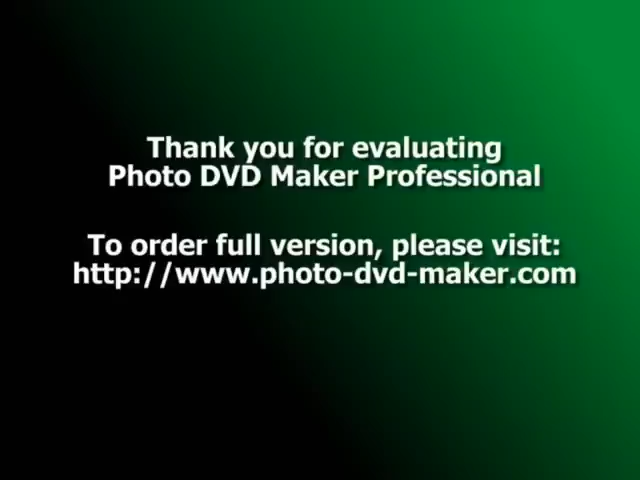 Thank you for evaluating
Photo DVD Maker Professional
To order full version, please visit:
http://www.photo-dvd-maker.com